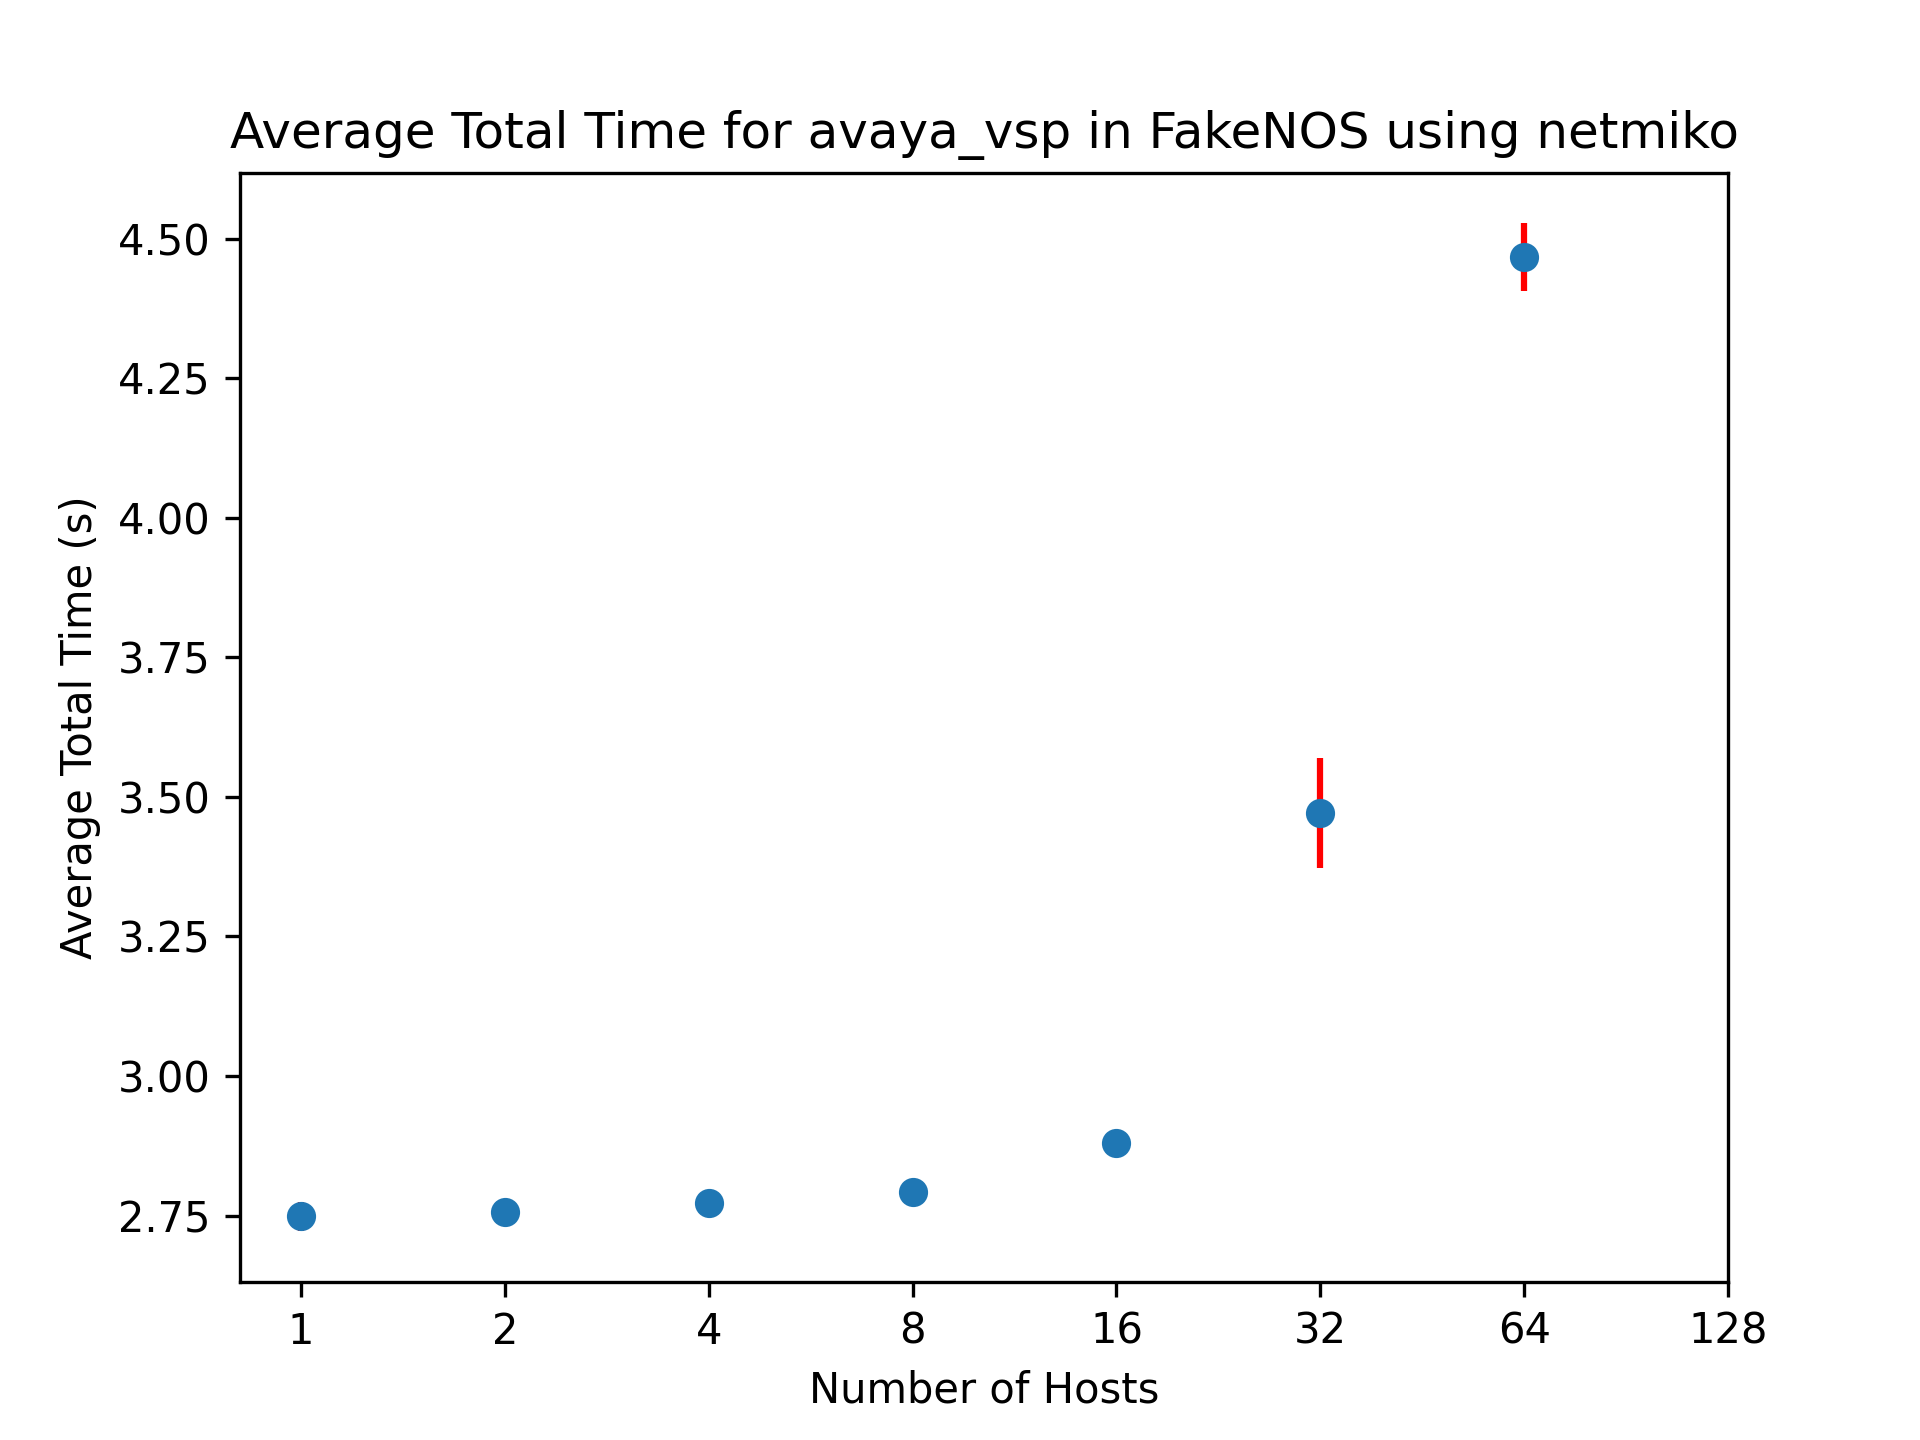 Average Total Time for avaya_vsp in FakeNOS using netmiko
Average Total Time (s)
4.50
4.25
4.00
3.75
3.50
3.25
3.00
2.75
1 2 4 8 16 32 64 128
Number of Hosts